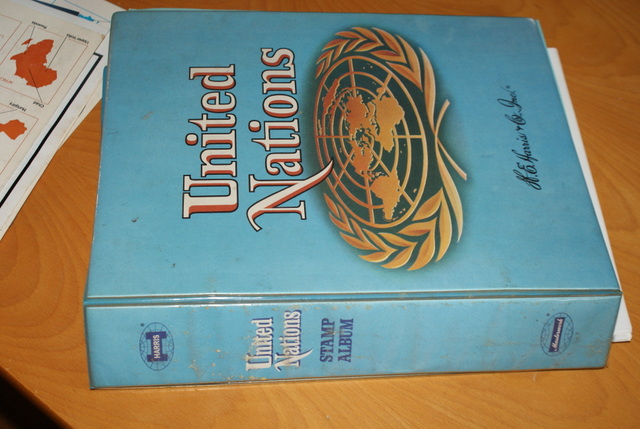 United
Nations
H. E. Harris & Co., Inc.
HARRIS
United
Nations
STAMP
ALBUM